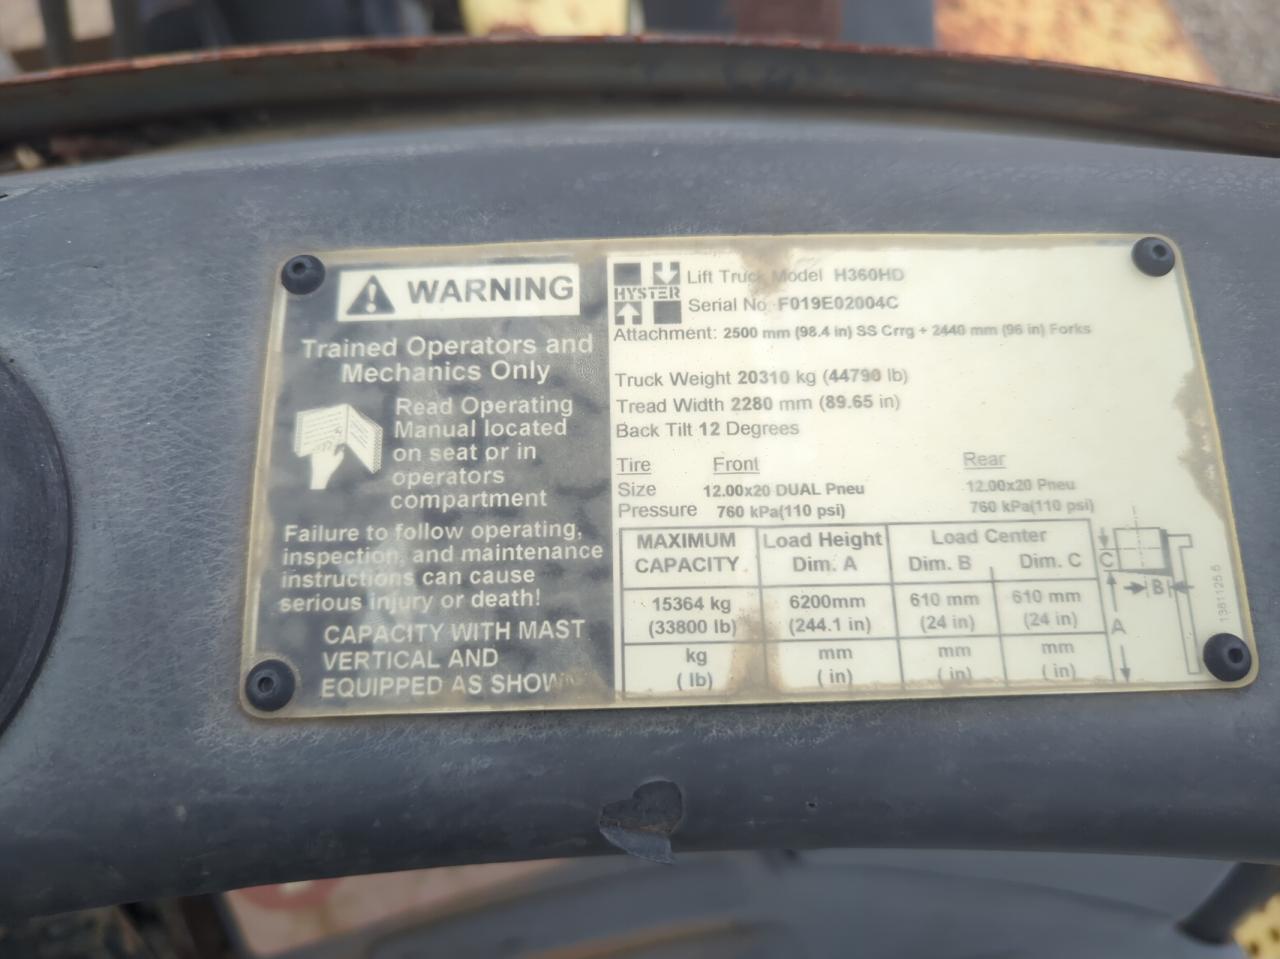 WARNING
Trained Operators and
Mechanics Only
Read Operating
Manual located
on seat or in
operators
compartment
Failure to follow operating,
inspection, and maintenance
instructions can cause
serious injury or death!
CAPACITY WITH MAST
VERTICAL AND
EQUIPPED AS SHOWN
HYSTER
Lift Truck Model H360HD
Serial No. F019E02004C
Attachment: 2500 mm (98.4 in) SS Crrg + 2440 mm (96 in) Forks
Truck Weight 20310 kg (44790 lb)
Tread Width 2280 mm (89.65 in)
Back Tilt 12 Degrees
Tire Front Rear
Size 12.00x20 DUAL Pneu 12.00x20 Pneu
Pressure 760 kPa(110 psi) 760 kPa(110 psi)
MAXIMUM CAPACITY Load Height Dim. A Load Center Dim. B Dim. C
15364 kg 6200mm 610 mm 610 mm
(33800 lb) (244.1 in) (24 in) (24 in)
kg mm mm mm
( lb) ( in) ( in) ( in)
C
B
A
1381125 5